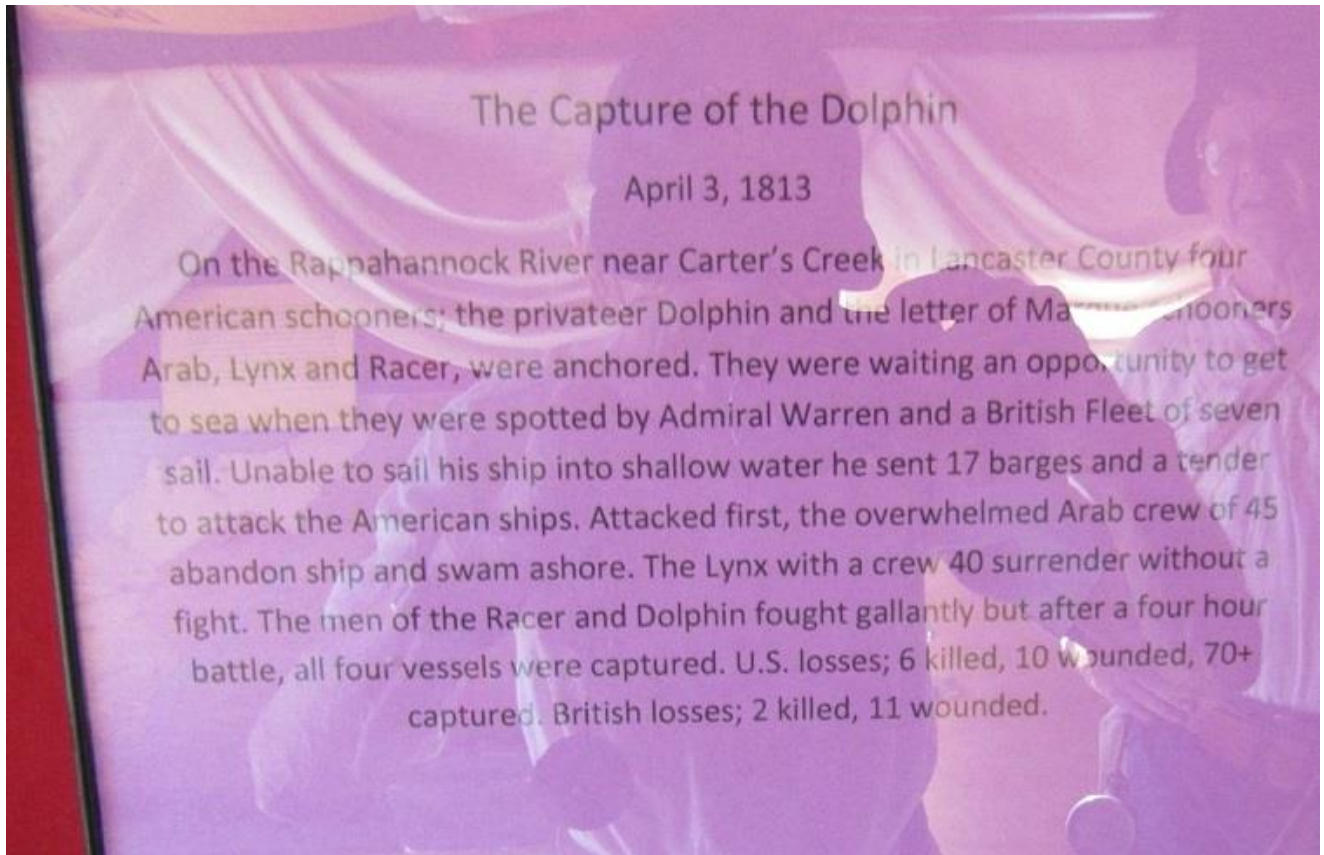 The Capture of the Dolphin
April 3, 1813
On the Rappahannock River near Carter's Creek in Lancaster County four
American schooners; the privateer Dolphin and the letter of Marque schooners
Arab, Lynx and Racer, were anchored. They were waiting an opportunity to get
to sea when they were spotted by Admiral Warren and a British Fleet of seven
sail. Unable to sail his ship into shallow water he sent 17 barges and a tender
to attack the American ships. Attacked first, the overwhelmed Arab crew of 45
abandon ship and swam ashore. The Lynx with a crew 40 surrender without a
fight. The men of the Racer and Dolphin fought gallantly but after a four hour
battle, all four vessels were captured. U.S. losses; 6 killed, 10 wounded, 70+
captured. British losses; 2 killed, 11 wounded.